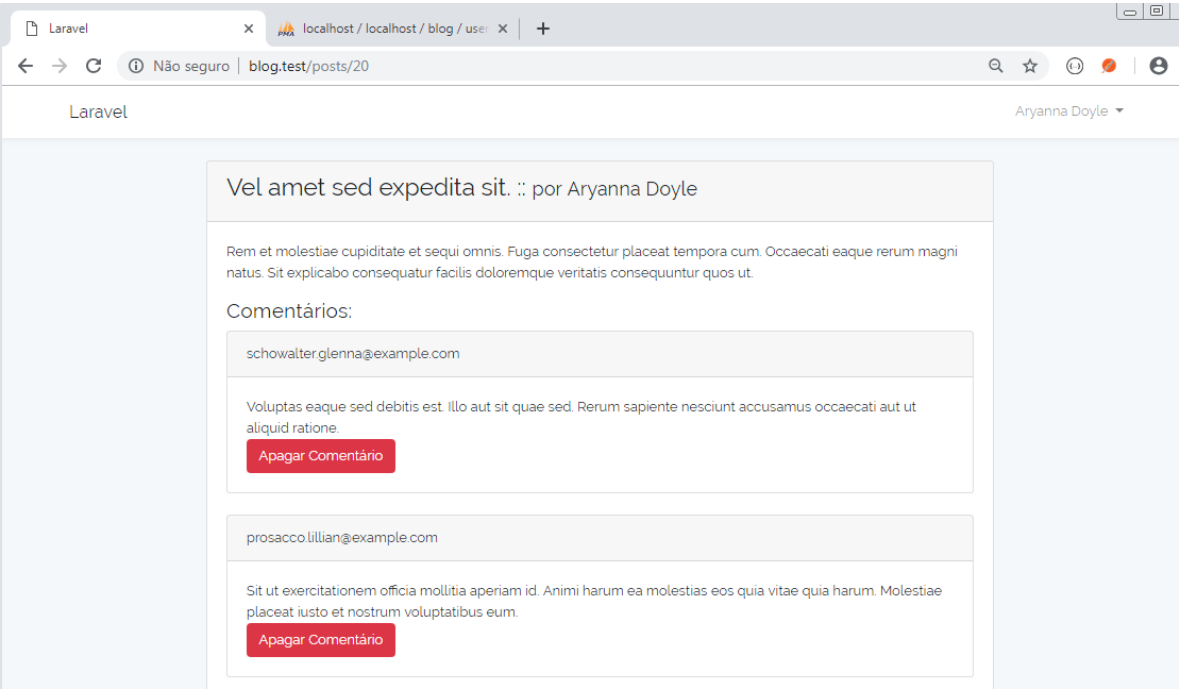 Laravel
localhost / localhost / blog / user
Não seguro | blog.test/posts/20
Laravel
Aryanna Doyle
Vel amet sed expedita sit. :: por Aryanna Doyle
Rem et molestiae cupiditate et sequi omnis. Fuga consectetur placeat tempora cum. Occaecati eaque rerum magni
natus. Sit explicabo consequatur facilis doloremque veritatis consequuntur quos ut.
Comentários:
schowalter.glenna@example.com
Voluptas eaque sed debitis est. Illo aut sit quae sed. Rerum sapiente nesciunt accusamus occaecati aut ut
aliquid ratione.
Apagar Comentário
prosacco.lillian@example.com
Sit ut exercitationem officia mollitia aperiam id. Animi harum ea molestias eos quia vitae quia harum. Molestiae
placeat iusto et nostrum voluptatibus eum.
Apagar Comentário